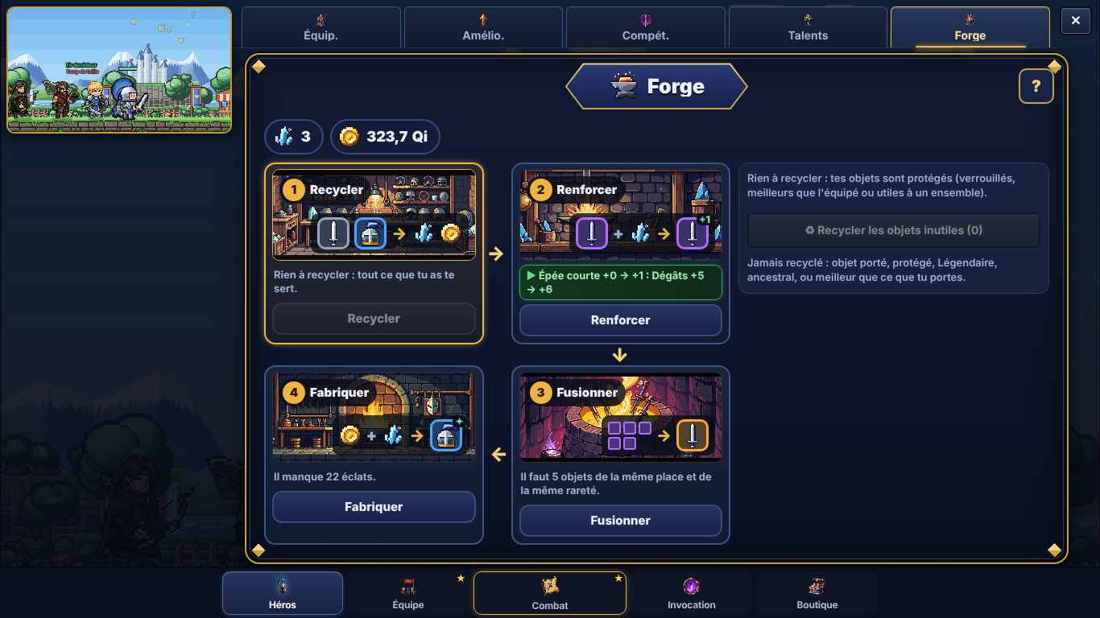 Équip.
Amélio.
Compét.
Talents
Forge
×
Forge
?
3
323,7 Qi
1 Recycler
Rien à recycler : tout ce que tu as te
sert.
Recycler
2 Renforcer
+1
▶ Épée courte +0 → +1 : Dégâts +5
→ +6
Renforcer
Rien à recycler : tes objets sont protégés (verrouillés,
meilleurs que l'équipé ou utiles à un ensemble).
♻ Recycler les objets inutiles (0)
Jamais recyclé : objet porté, protégé, Légendaire,
ancestral, ou meilleur que ce que tu portes.
4 Fabriquer
Il manque 22 éclats.
Fabriquer
3 Fusionner
Il faut 5 objets de la même place et de
la même rareté.
Fusionner
Héros
Équipe
Combat
Invocation
Boutique